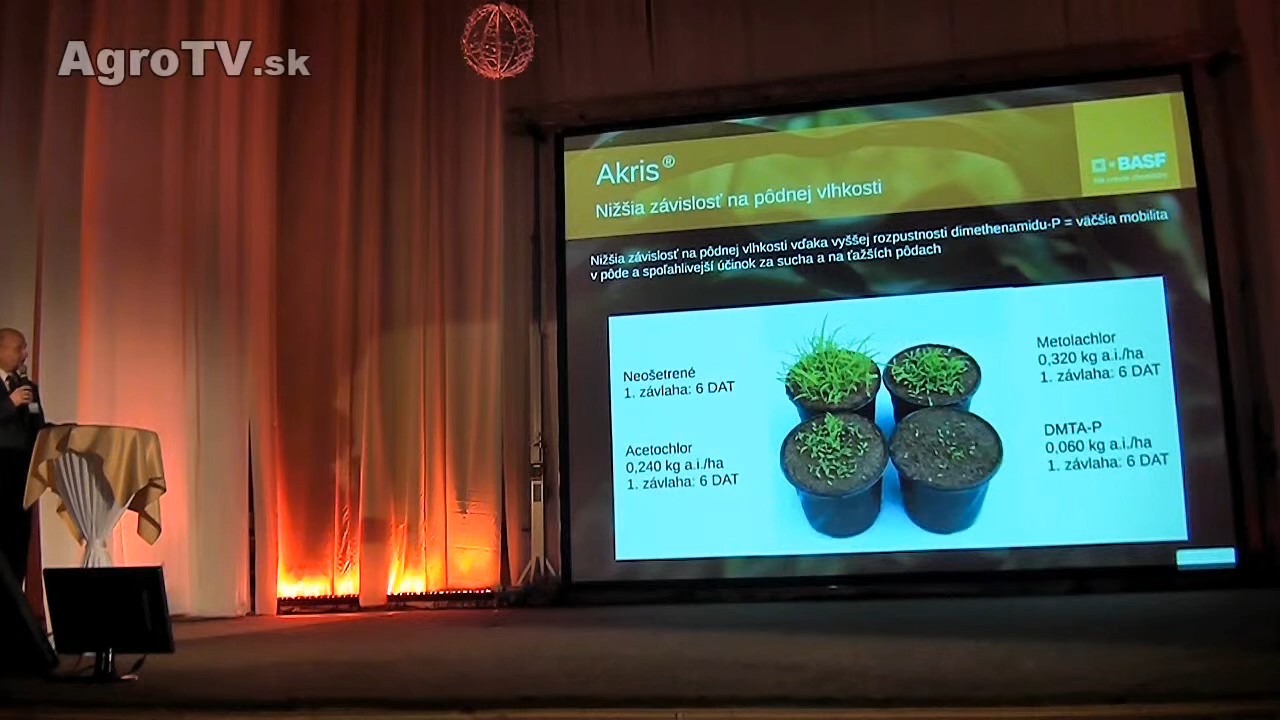 AgroTV.sk
Akris®
Nižšia závislosť na pôdnej vlhkosti
BASF
Nižšia závislosť na pôdnej vlhkosti vďaka vyššej rozpustnosti dimethenamidu-P = väčšia mobilita
v pôde a spoľahlivejší účinok za sucha a na ťažších pôdach
Neošetrené
1. závlaha: 6 DAT
Metolachlor
0,320 kg a.i./ha
1. závlaha: 6 DAT
Acetochlor
0,240 kg a.i./ha
1. závlaha: 6 DAT
DMTA-P
0,060 kg a.i./ha
1. závlaha: 6 DAT